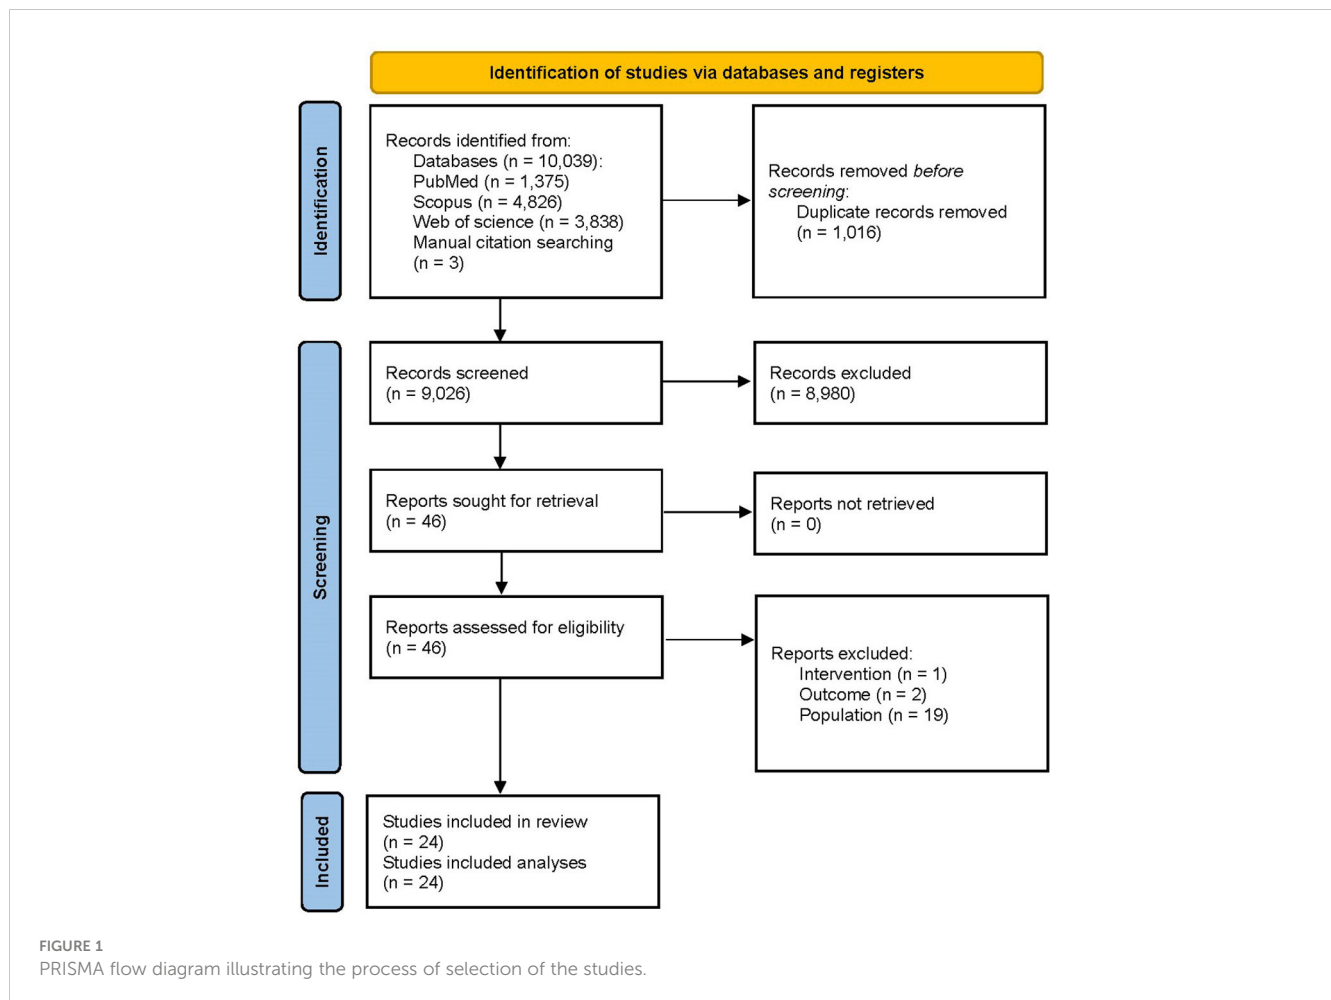 Identification of studies via databases and registers
Identification
Records identified from:
Databases (n = 10,039):
PubMed (n = 1,375)
Scopus (n = 4,826)
Web of science (n = 3,838)
Manual citation searching
(n = 3)
Records removed before
screening:
Duplicate records removed
(n = 1,016)
Screening
Records screened
(n = 9,026)
Records excluded
(n = 8,980)
Reports sought for retrieval
(n = 46)
Reports not retrieved
(n = 0)
Reports assessed for eligibility
(n = 46)
Reports excluded:
Intervention (n = 1)
Outcome (n = 2)
Population (n = 19)
Included
Studies included in review
(n = 24)
Studies included analyses
(n = 24)
FIGURE 1
PRISMA flow diagram illustrating the process of selection of the studies.